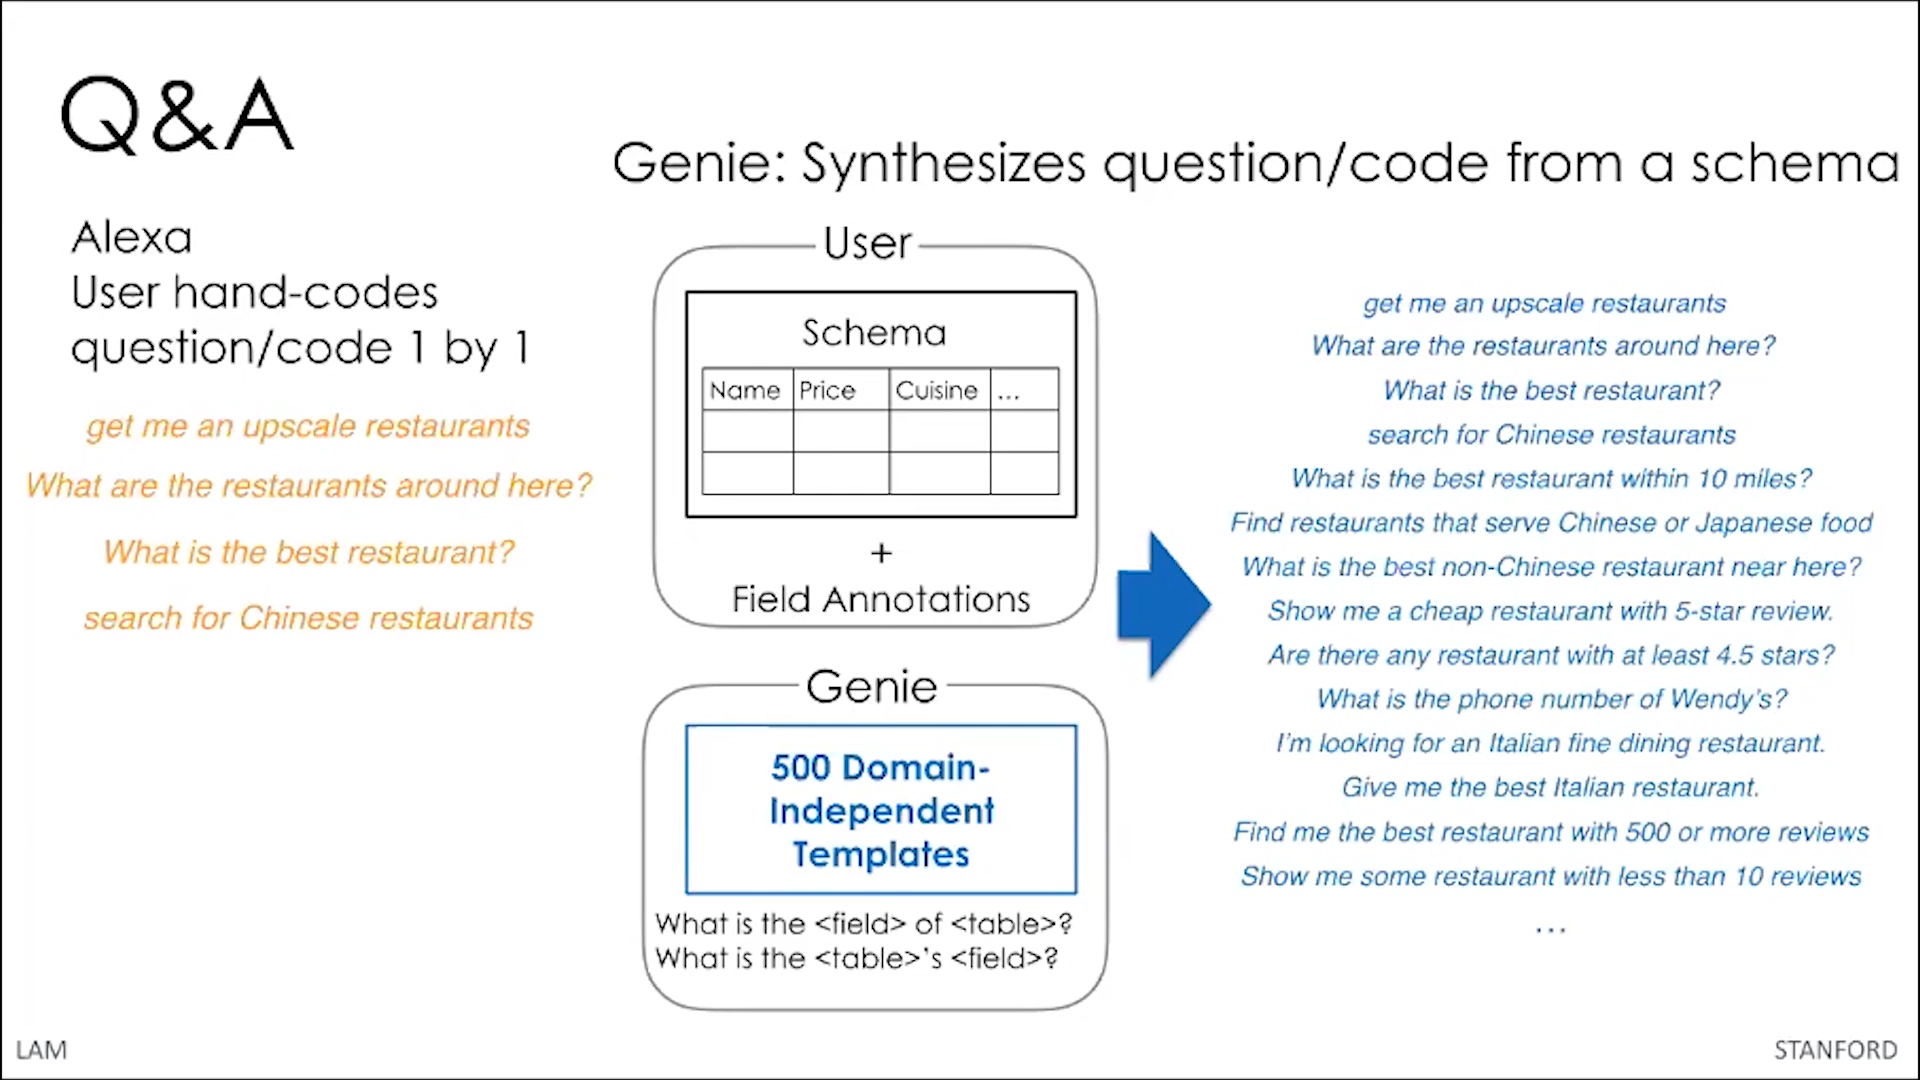 Q&A
Genie: Synthesizes question/code from a schema
Alexa
User hand-codes
question/code 1 by 1
get me an upscale restaurants
What are the restaurants around here?
What is the best restaurant?
search for Chinese restaurants
User
Schema
Name Price Cuisine ...
+
Field Annotations
Genie
500 Domain-
Independent
Templates
What is the <field> of <table>?
What is the <table>’s <field>?
get me an upscale restaurants
What are the restaurants around here?
What is the best restaurant?
search for Chinese restaurants
What is the best restaurant within 10 miles?
Find restaurants that serve Chinese or Japanese food
What is the best non-Chinese restaurant near here?
Show me a cheap restaurant with 5-star review.
Are there any restaurant with at least 4.5 stars?
What is the phone number of Wendy’s?
I’m looking for an Italian fine dining restaurant.
Give me the best Italian restaurant.
Find me the best restaurant with 500 or more reviews
Show me some restaurant with less than 10 reviews
...
LAM
STANFORD